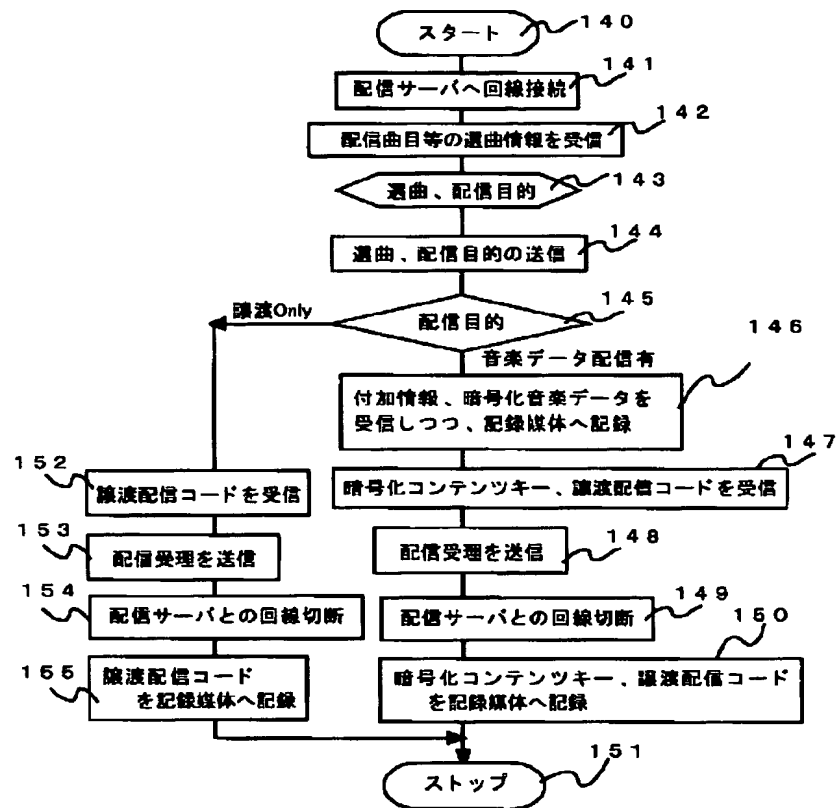 スタート
140
141
配信サーバへ回線接続
142
配信曲目等の選曲情報を受信
143
選曲、配信目的
144
選曲、配信目的の送信
145
配信目的
譲渡Only
音楽データ配信有
146
付加情報、暗号化音楽データを
受信しつつ、記録媒体へ記録
147
暗号化コンテンツキー、譲渡配信コードを受信
148
配信受理を送信
149
配信サーバとの回線切断
150
暗号化コンテンツキー、譲渡配信コード
を記録媒体へ記録
152
譲渡配信コードを受信
153
配信受理を送信
154
配信サーバとの回線切断
155
譲渡配信コード
を記録媒体へ記録
151
ストップ